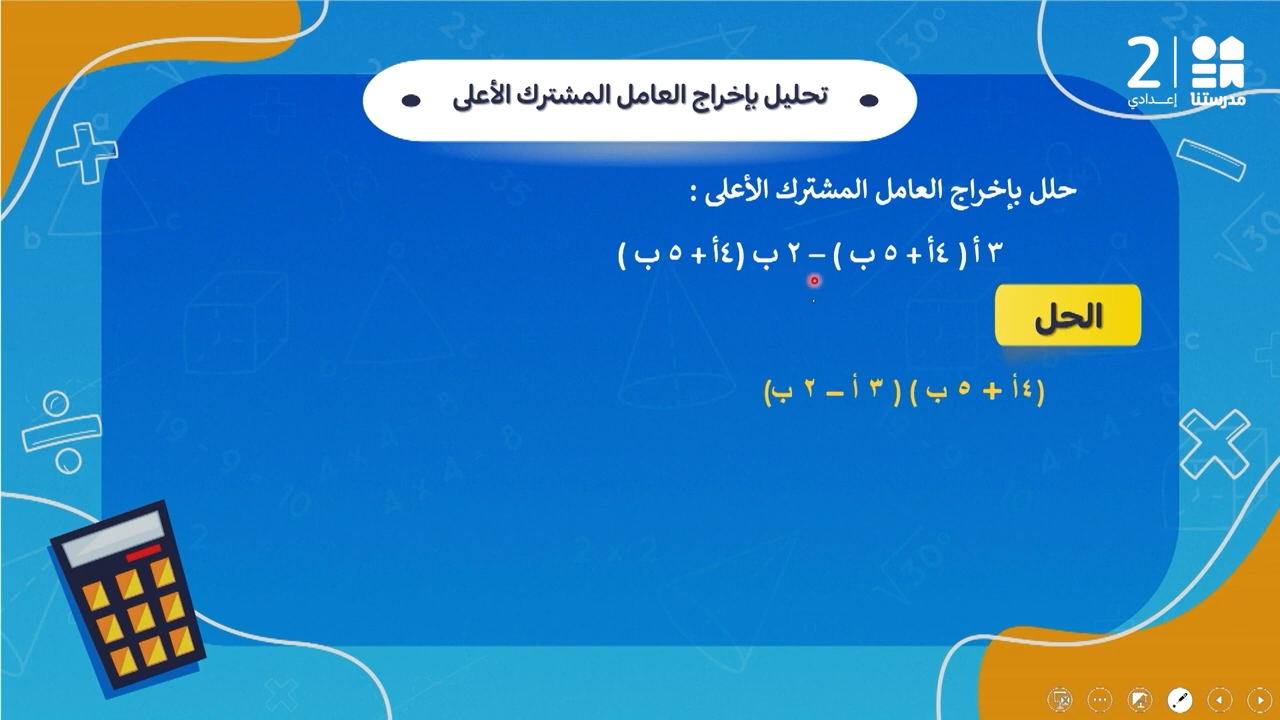 2
مدرستنا
إعـــدادي
تحليل بإخراج العامل المشترك الأعلى
حلل بإخراج العامل المشترك الأعلى :
٣ أ ( ٤أ + ٥ ب ) – ٢ ب (٤أ + ٥ ب )
الحل
(٤أ + ٥ ب ) ( ٣ أ – ٢ ب)